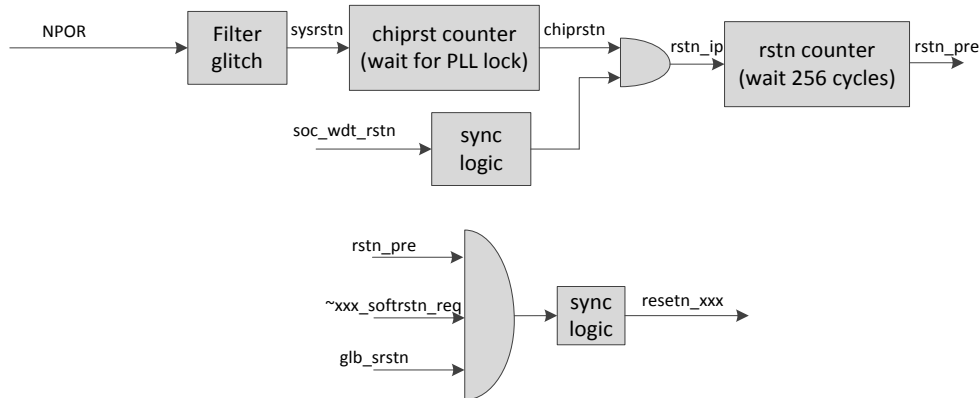 NPOR
Filter
glitch
sysrstn
chiprst counter
(wait for PLL lock)
chiprstn
rstn_ip
rstn counter
(wait 256 cycles)
rstn_pre
soc_wdt_rstn
sync
logic
rstn_pre
~xxx_softrstn_req
glb_srstn
sync
logic
resetn_xxx